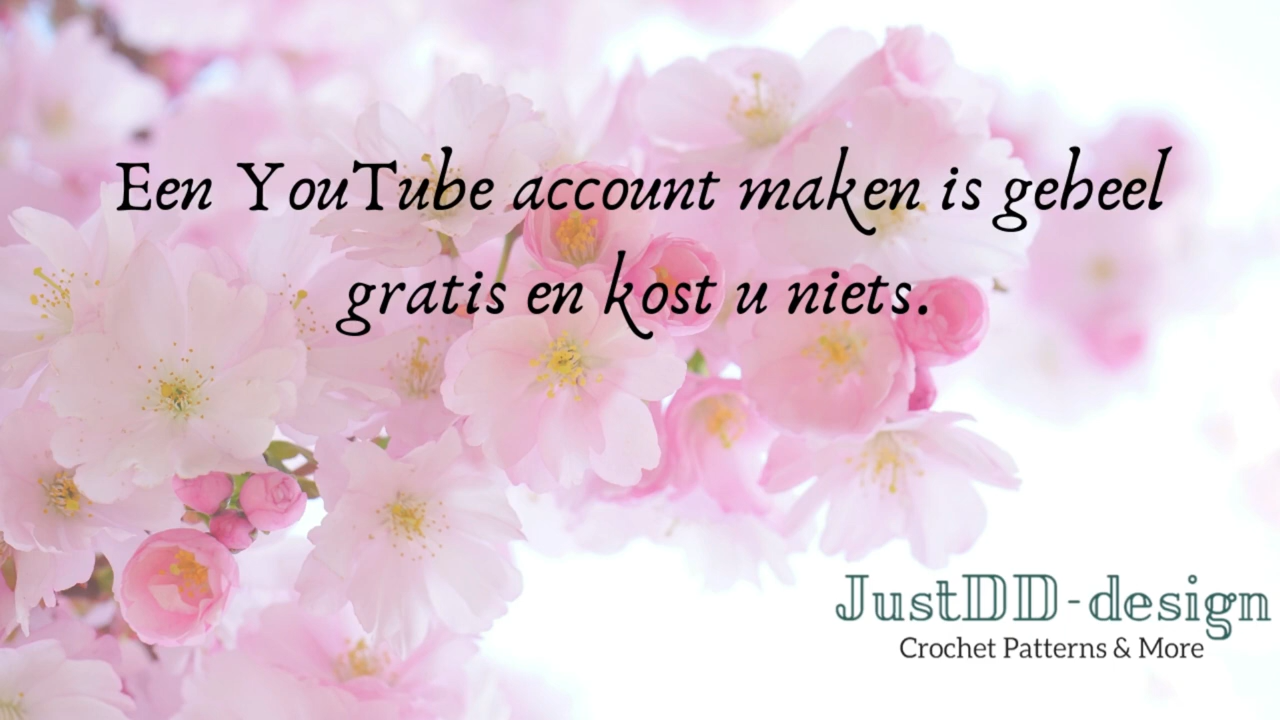 Een YouTube account maken is geheel
gratis en kost u niets.
JustDD-design
Crochet Patterns & More